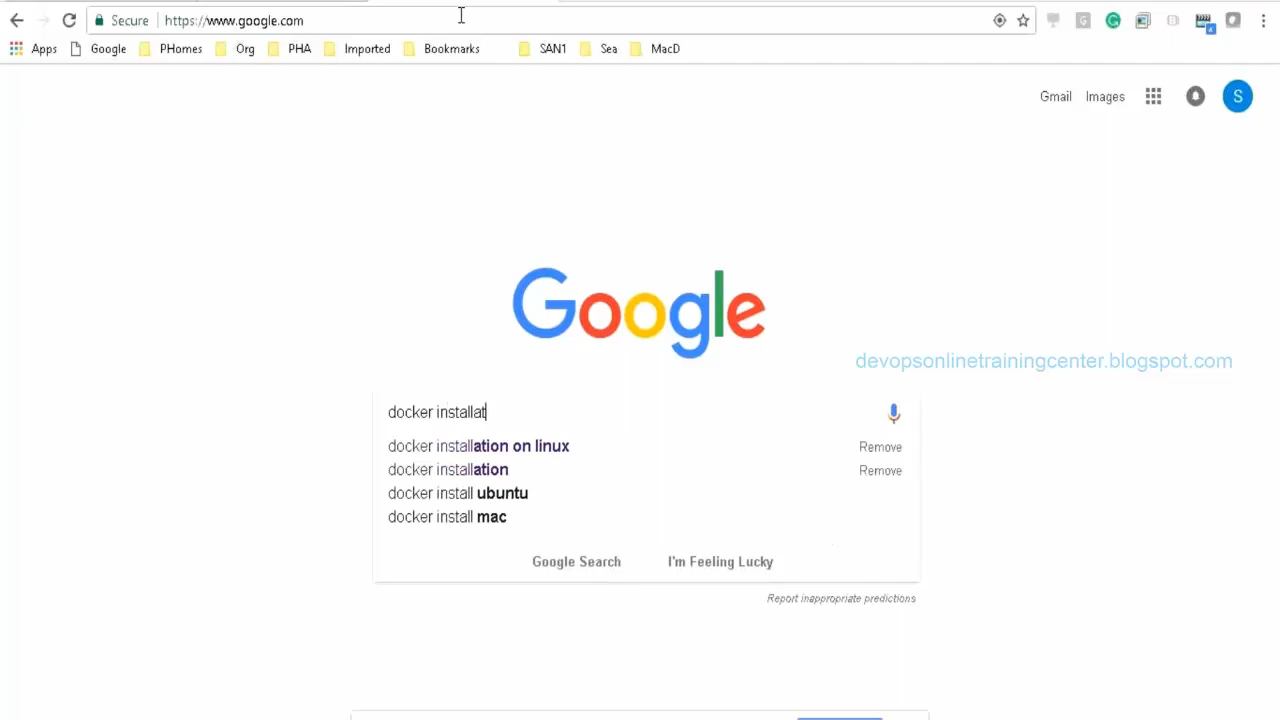 Secure https://www.google.com
Apps Google PHomes Org PHA Imported Bookmarks SAN1 Sea MacD
Gmail Images S
Google
devopsonlinetrainingcenter.blogspot.com
docker installat
docker installation on linux Remove
docker installation Remove
docker install ubuntu
docker install mac
Google Search I'm Feeling Lucky
Report inappropriate predictions